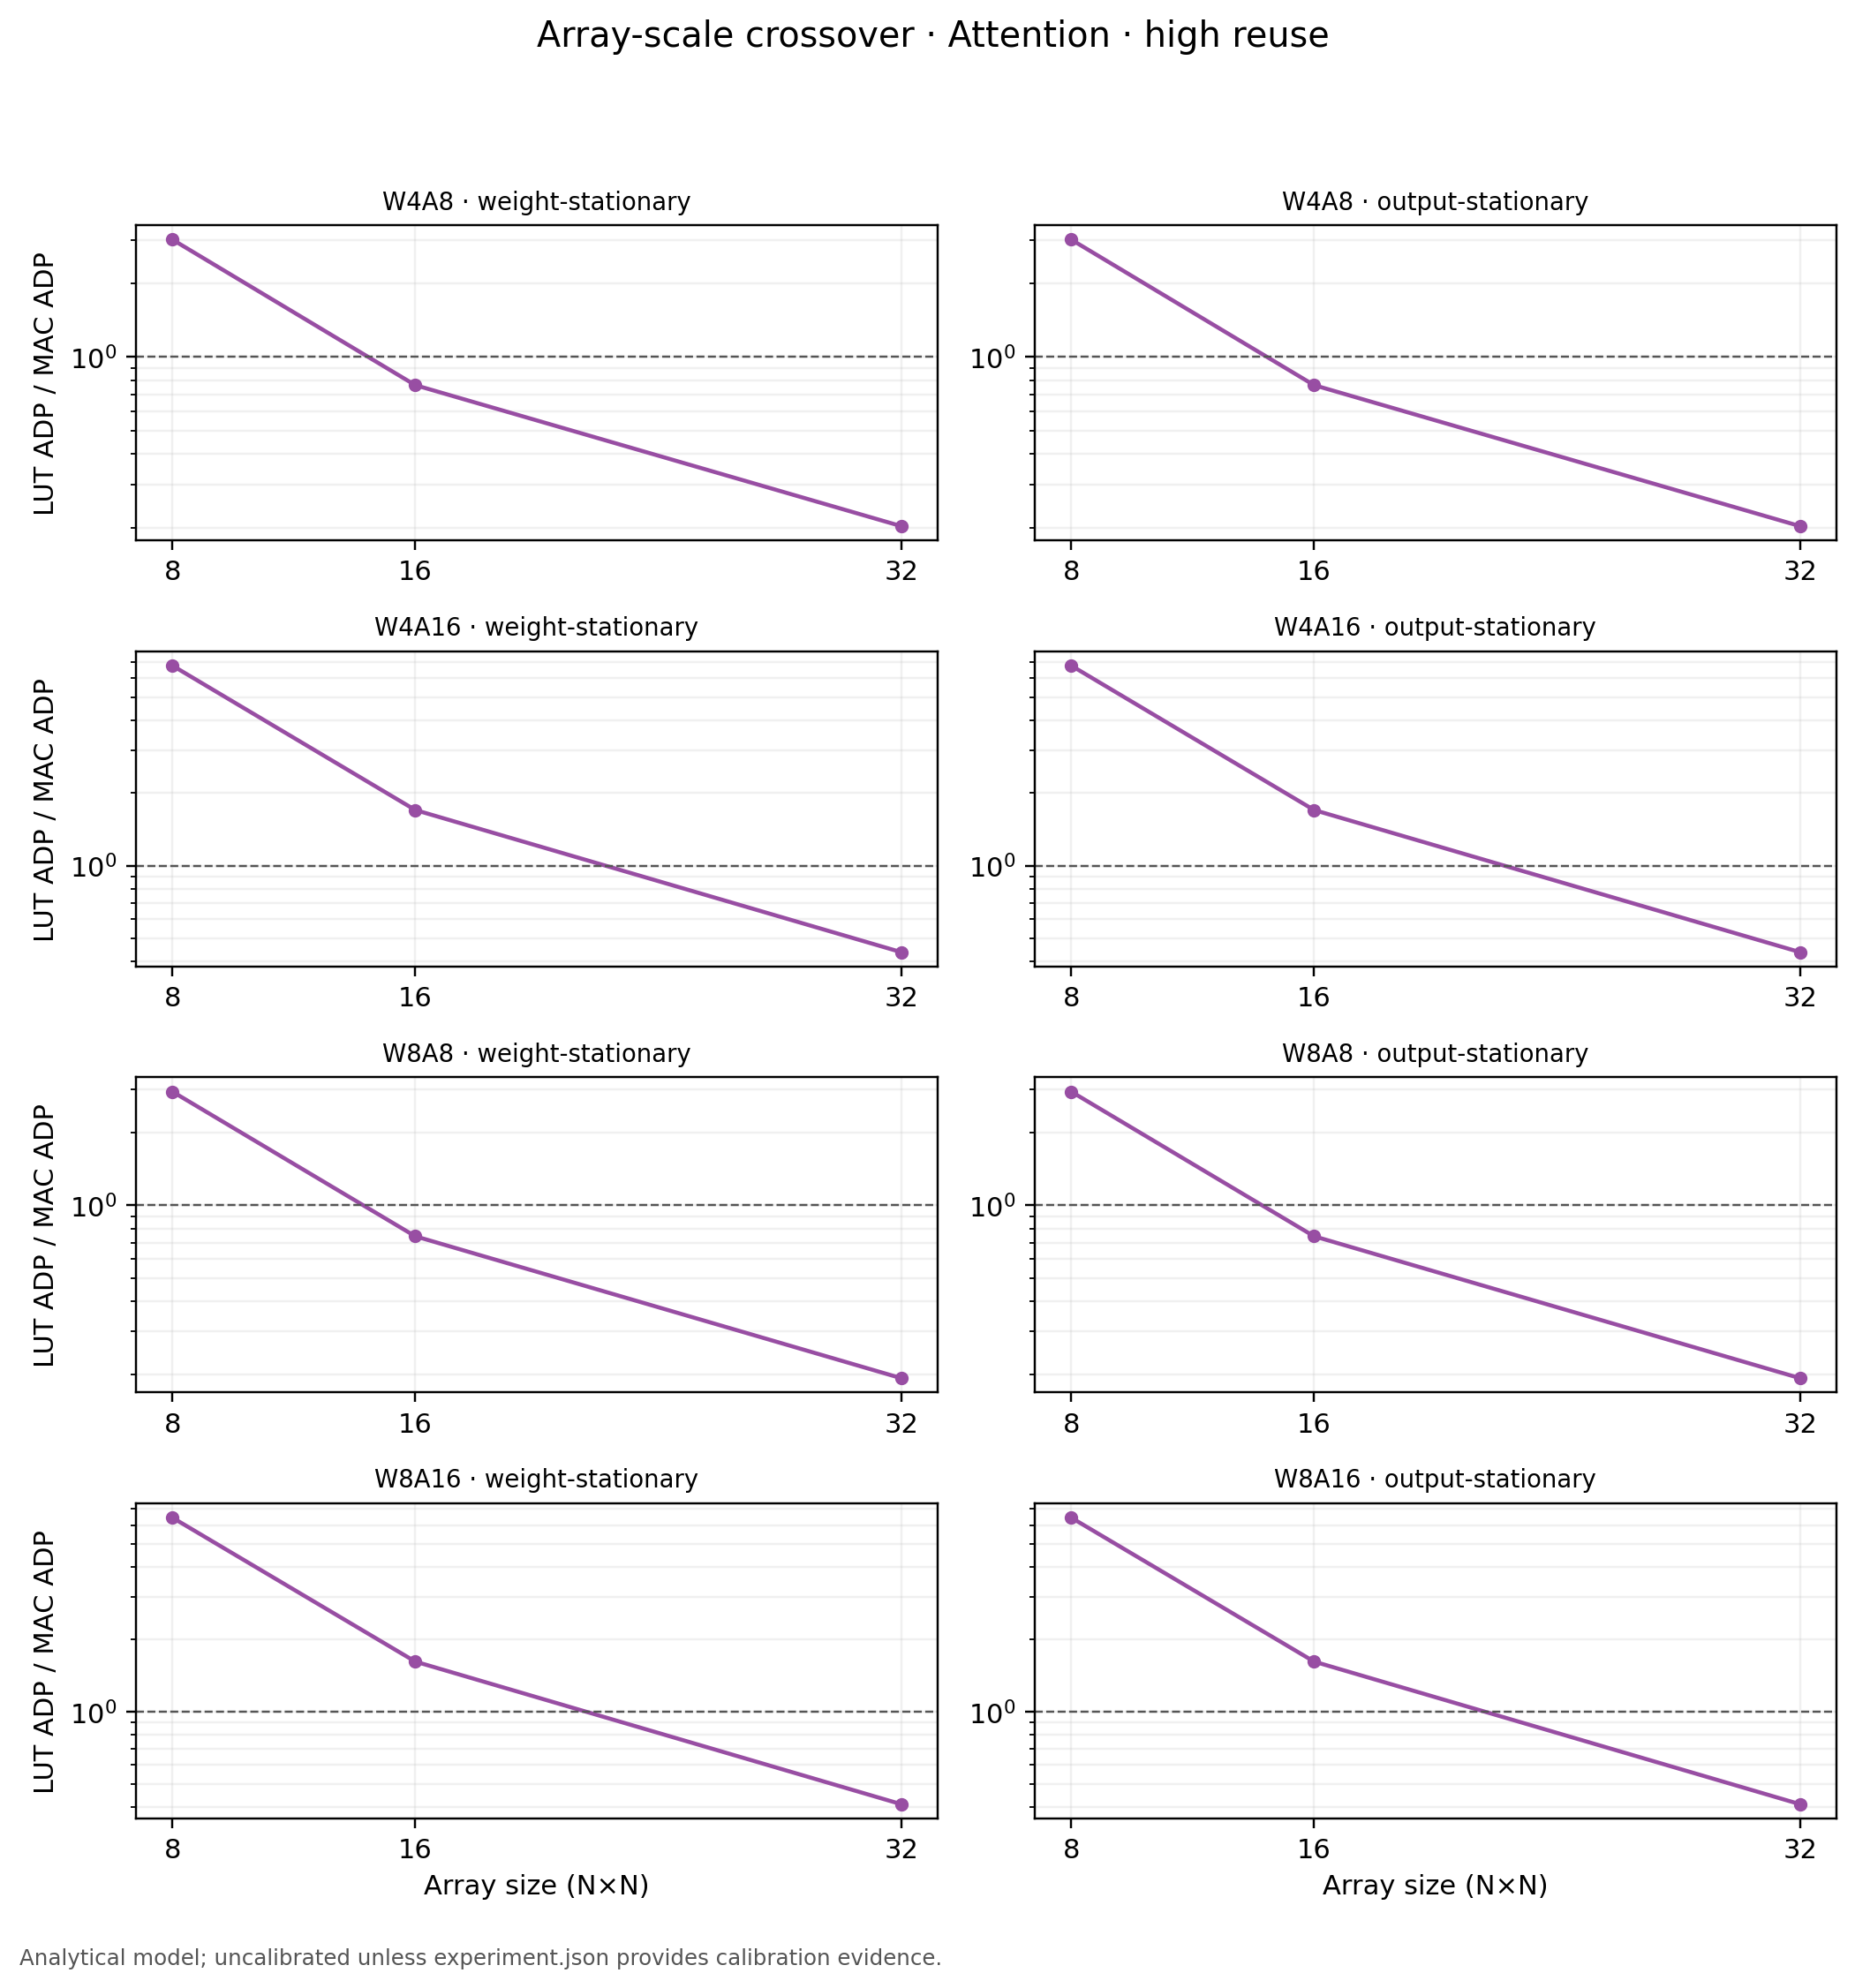 Array-scale crossover · Attention · high reuse
W4A8 · weight-stationary
W4A8 · output-stationary
LUT ADP / MAC ADP
10⁰
10⁰
8 16 32
8 16 32
W4A16 · weight-stationary
W4A16 · output-stationary
LUT ADP / MAC ADP
10⁰
10⁰
8 16 32
8 16 32
W8A8 · weight-stationary
W8A8 · output-stationary
LUT ADP / MAC ADP
10⁰
10⁰
8 16 32
8 16 32
W8A16 · weight-stationary
W8A16 · output-stationary
LUT ADP / MAC ADP
10⁰
10⁰
8 16 32
8 16 32
Array size (N×N)
Array size (N×N)
Analytical model; uncalibrated unless experiment.json provides calibration evidence.